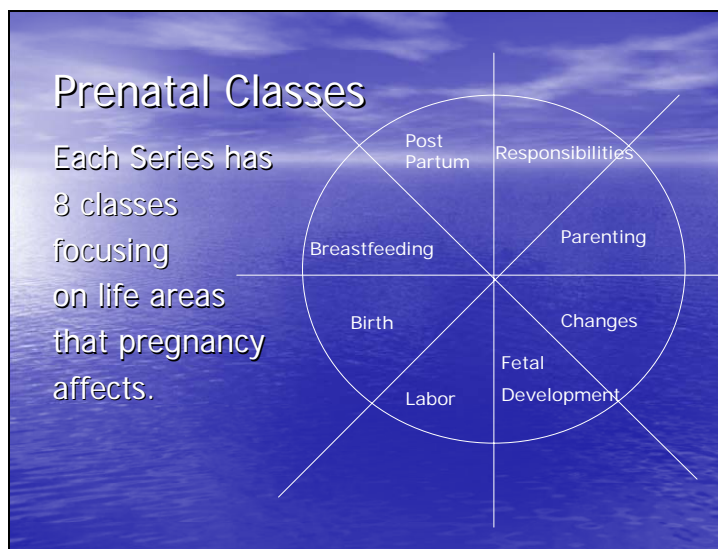 Prenatal Classes
Each Series has
8 classes
focusing
on life areas
that pregnancy
affects.
Post
Partum
Responsibilities
Breastfeeding
Parenting
Birth
Changes
Labor
Fetal
Development